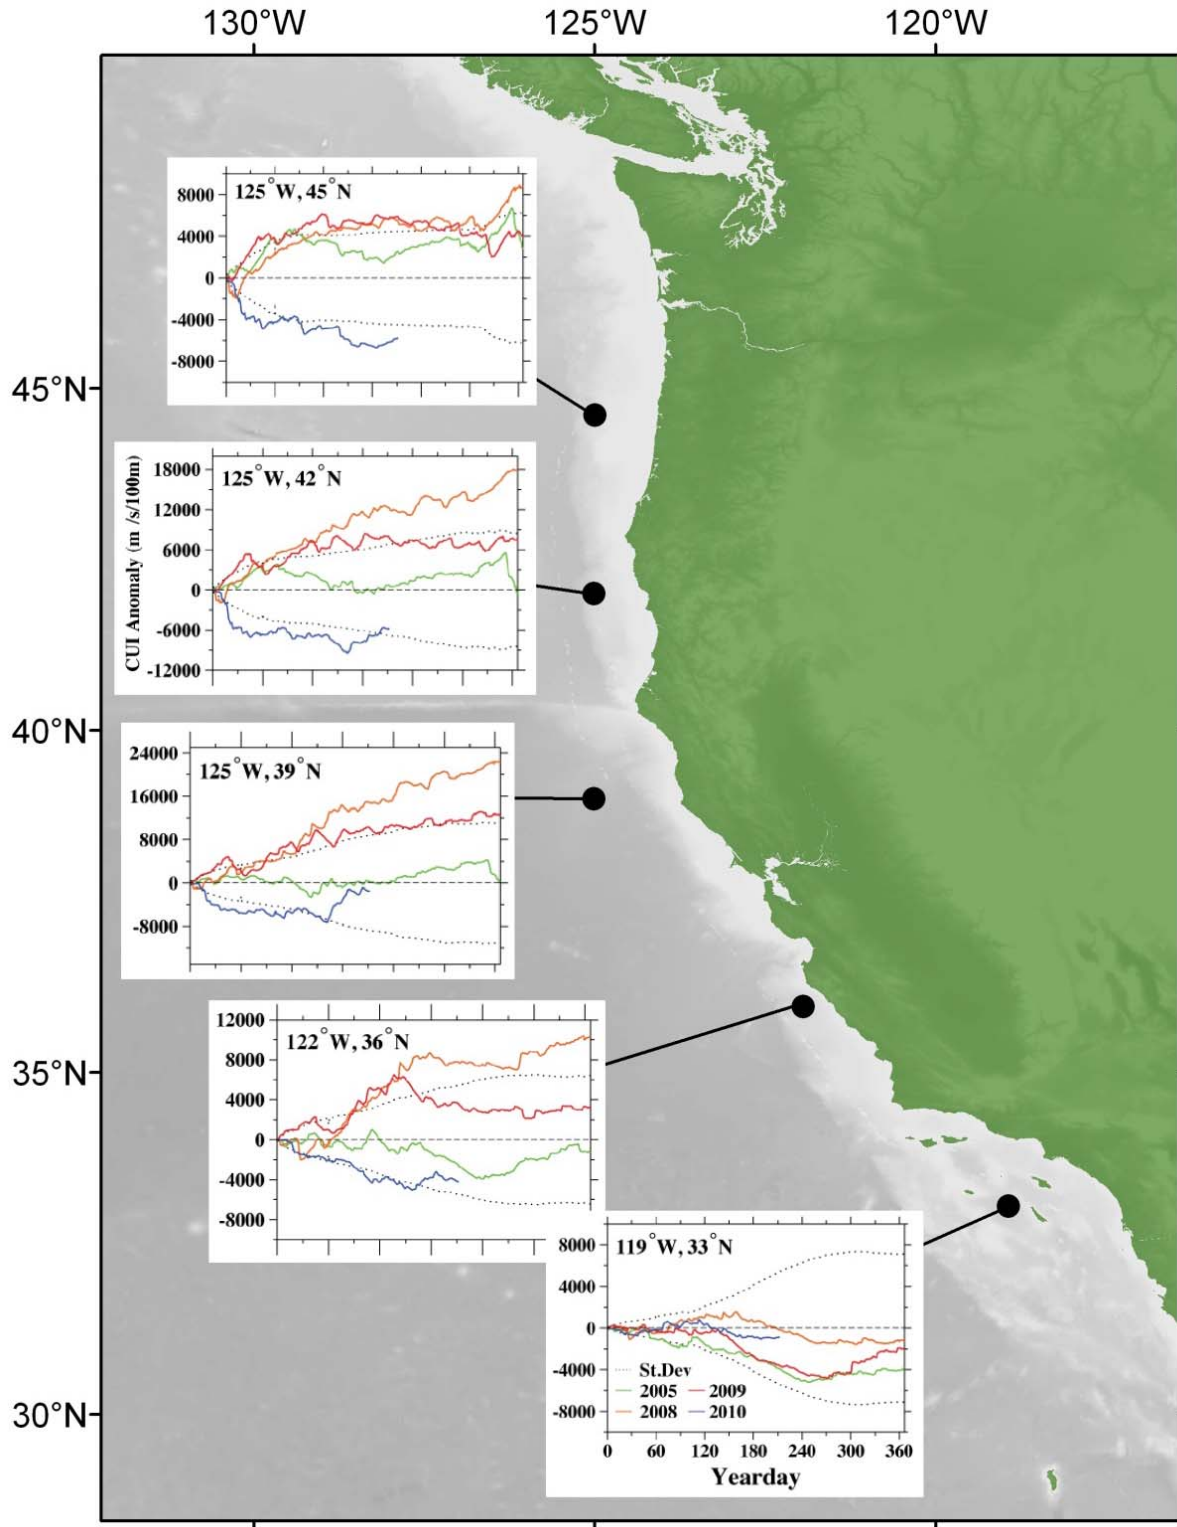 130°W 125°W 120°W
125°W, 45°N
8000
4000
0
-4000
-8000
45°N
125°W, 42°N
18000
12000
6000
0
-6000
-12000
CUI Anomaly (m /s/100m)
40°N
125°W, 39°N
24000
16000
8000
0
-8000
35°N
122°W, 36°N
12000
8000
4000
0
-4000
-8000
119°W, 33°N
8000
4000
0
-4000
-8000
St.Dev
2005 2009
2008 2010
0 60 120 180 240 300 360
Yearday
30°N